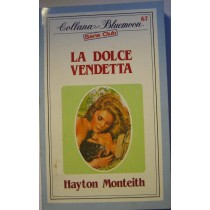 Collana Bluemoon
Serie Club
67
LA DOLCE
VENDETTA
Hayton Monteith